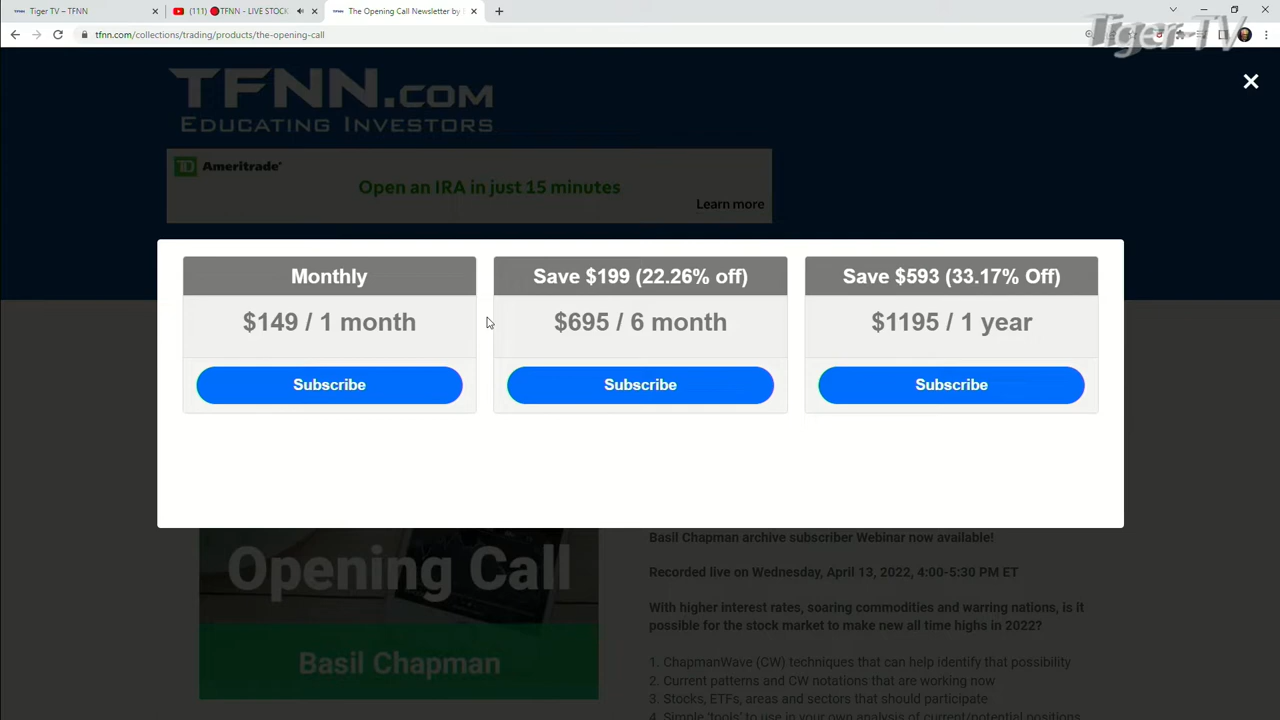 Tiger TV – TFNN
(111) 🔴TFNN - LIVE STOCK
The Opening Call Newsletter by
tfnn.com/collections/trading/products/the-opening-call
Tiger TV
TFNN.com
Educating Investors
TD Ameritrade
Open an IRA in just 15 minutes
Learn more
Monthly
$149 / 1 month
Subscribe
Save $199 (22.26% off)
$695 / 6 month
Subscribe
Save $593 (33.17% Off)
$1195 / 1 year
Subscribe
Opening Call
Basil Chapman
Basil Chapman archive subscriber Webinar now available!
Recorded live on Wednesday, April 13, 2022, 4:00-5:30 PM ET
With higher interest rates, soaring commodities and warring nations, is it
possible for the stock market to make new all time highs in 2022?
1. ChapmanWave (CW) techniques that can help identify that possibility
2. Current patterns and CW notations that are working now
3. Stocks, ETFs, areas and sectors that should participate
4. Simple 'tools' to use in your own analysis of current/potential positions